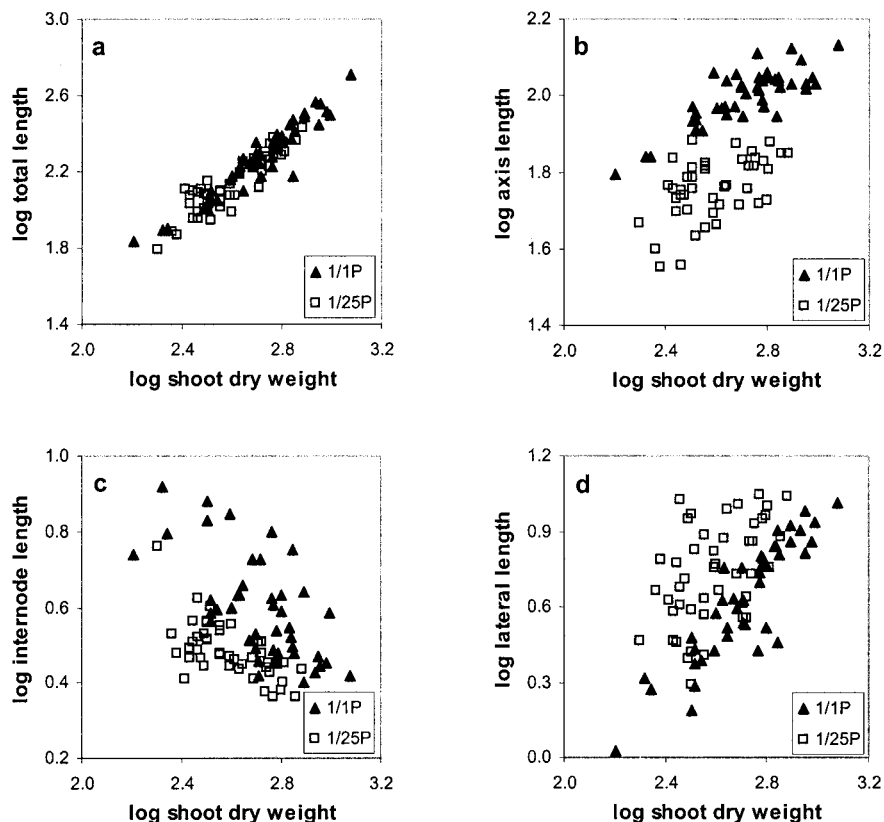 a
3.0
2.6
2.2
1.8
1.4
log total length
2.0 2.4 2.8 3.2
log shoot dry weight
1/1P
1/25P
b
2.2
2.0
1.8
1.6
1.4
log axis length
2.0 2.4 2.8 3.2
log shoot dry weight
1/1P
1/25P
c
1.0
0.8
0.6
0.4
0.2
log internode length
2.0 2.4 2.8 3.2
log shoot dry weight
1/1P
1/25P
d
1.2
0.9
0.6
0.3
0.0
log lateral length
2.0 2.4 2.8 3.2
log shoot dry weight
1/1P
1/25P